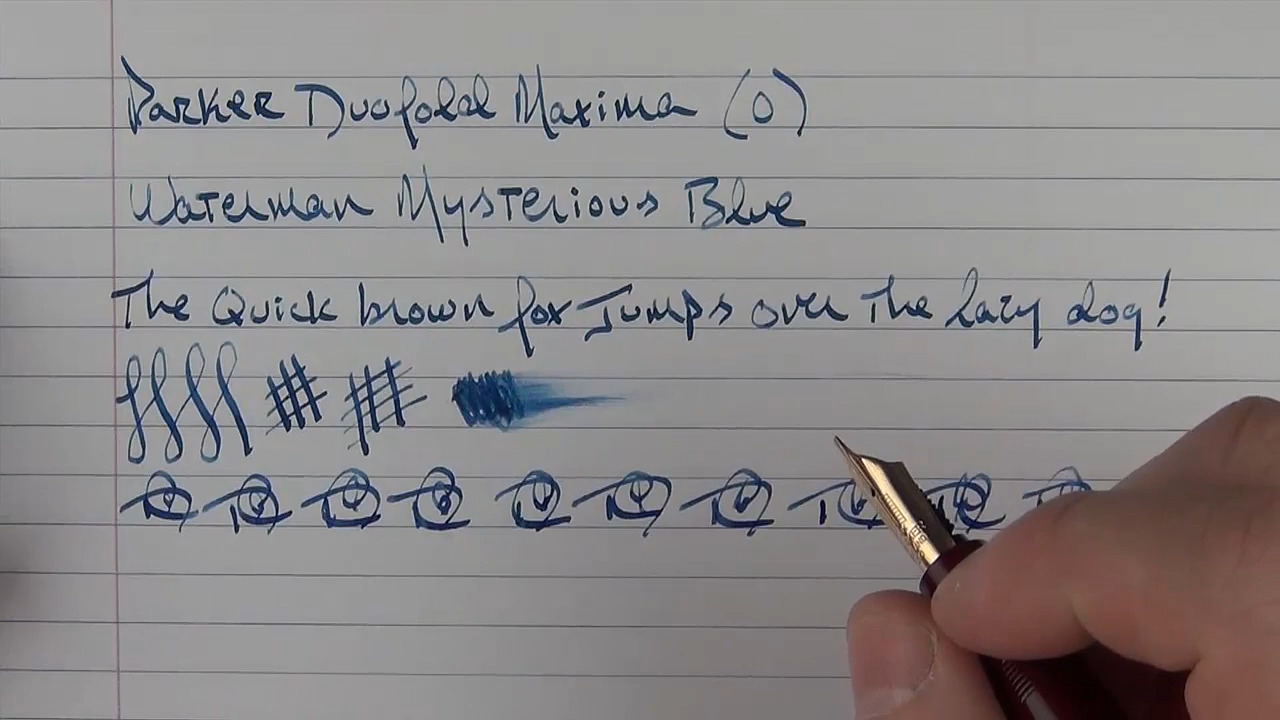 Parker Duofold Maxima (O)
Waterman Mysterious Blue
The Quick brown fox Jumps over The lazy dog!